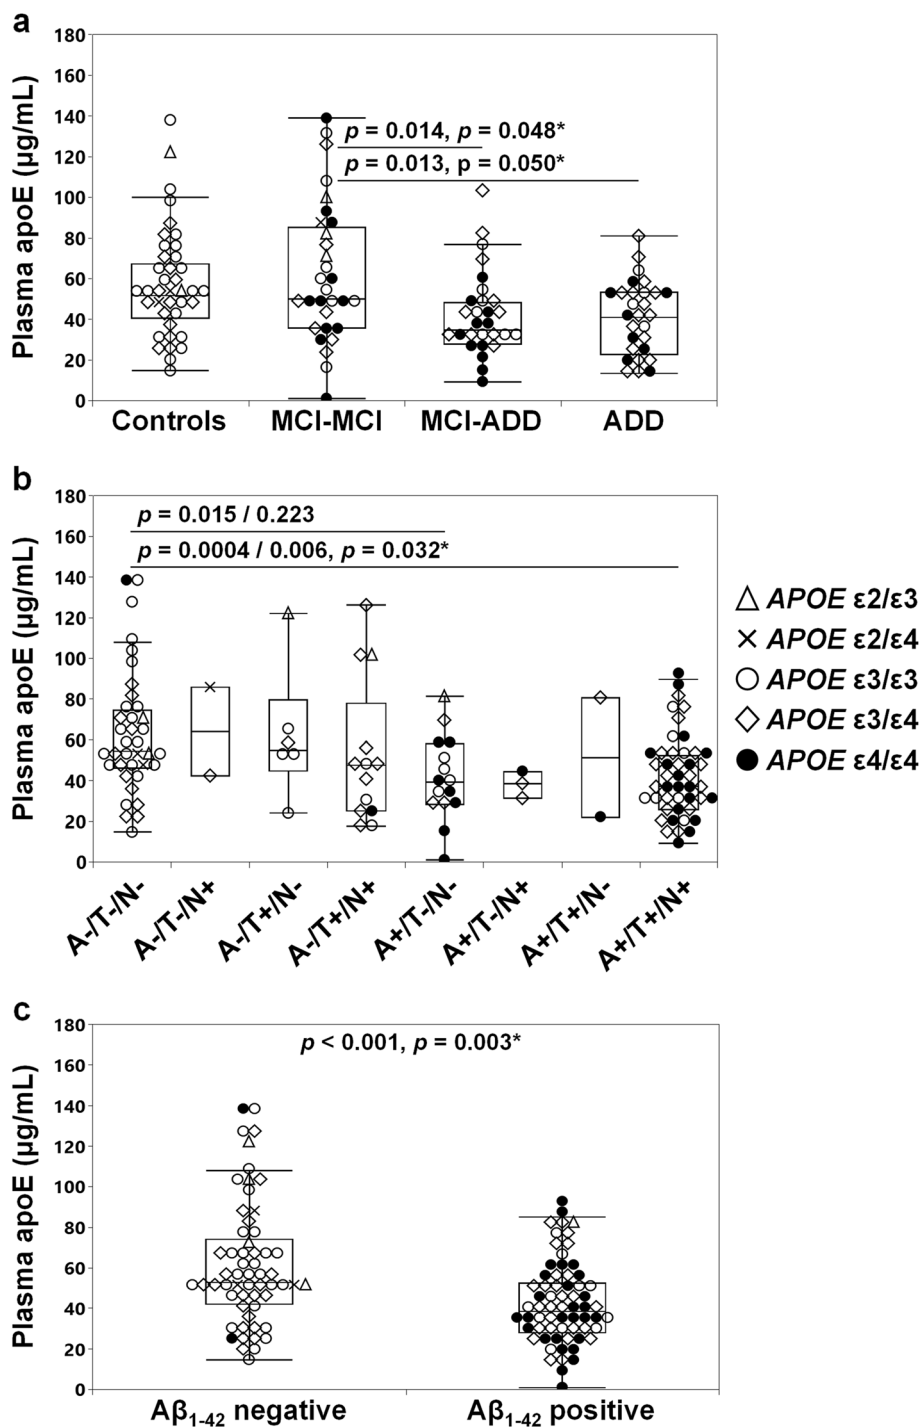 a
180
160
140
120
100
80
60
40
20
0
Plasma apoE (µg/mL)
p = 0.014, p = 0.048*
p = 0.013, p = 0.050*
Controls MCI-MCI MCI-ADD ADD
b
180
160
140
120
100
80
60
40
20
0
Plasma apoE (µg/mL)
p = 0.015 / 0.223
p = 0.0004 / 0.006, p = 0.032*
A-/T-/N- A-/T-/N+ A-/T+/N- A-/T+/N+ A+/T-/N- A+/T-/N+ A+/T+/N- A+/T+/N+
APOE ε2/ε3
APOE ε2/ε4
APOE ε3/ε3
APOE ε3/ε4
APOE ε4/ε4
c
180
160
140
120
100
80
60
40
20
0
Plasma apoE (µg/mL)
p < 0.001, p = 0.003*
Aβ1-42 negative Aβ1-42 positive